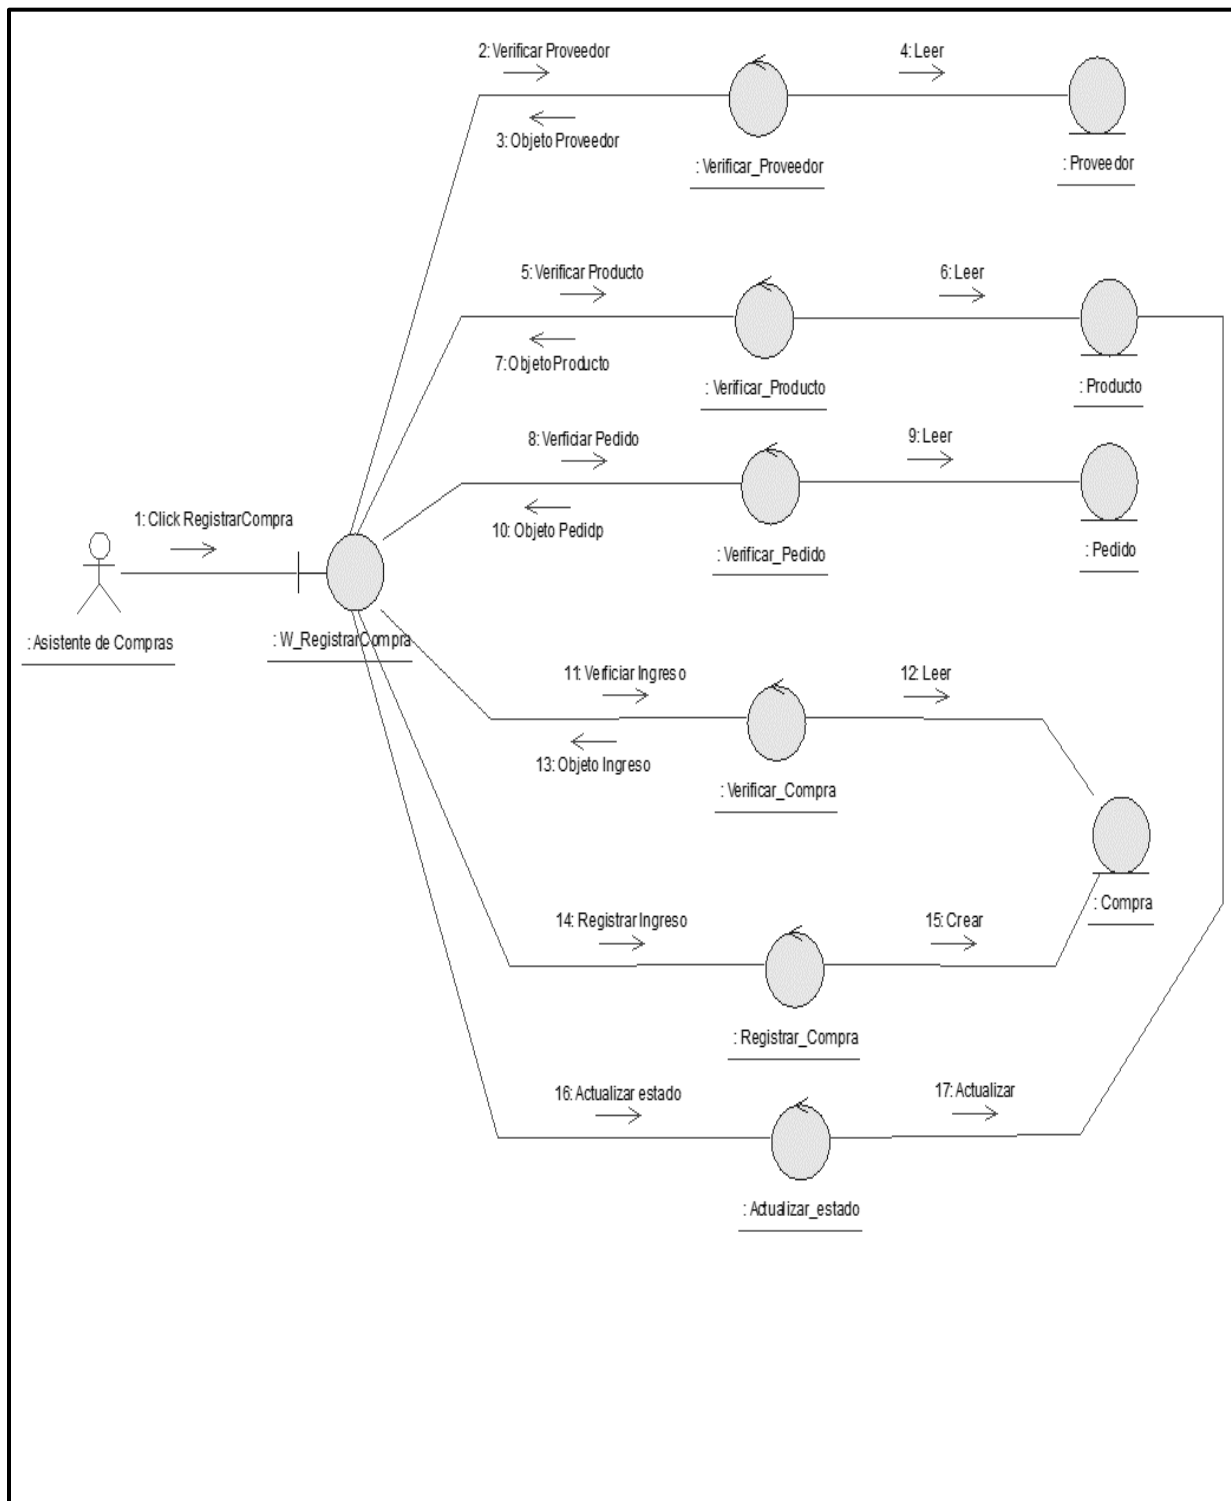 2: Verificar Proveedor
4: Leer
3: Objeto Proveedor
: Verificar_Proveedor
: Proveedor
5: Verificar Producto
6: Leer
7: Objeto Producto
: Verificar_Producto
: Producto
8: Verficiar Pedido
9: Leer
10: Objeto Pedidp
: Verificar_Pedido
: Pedido
1: Click RegistrarCompra
: Asistente de Compras
: W_RegistrarCompra
11: Verficiar Ingreso
12: Leer
13: Objeto Ingreso
: Verificar_Compra
: Compra
14: Registrar Ingreso
15: Crear
: Registrar_Compra
16: Actualizar estado
17: Actualizar
: Actualizar_estado